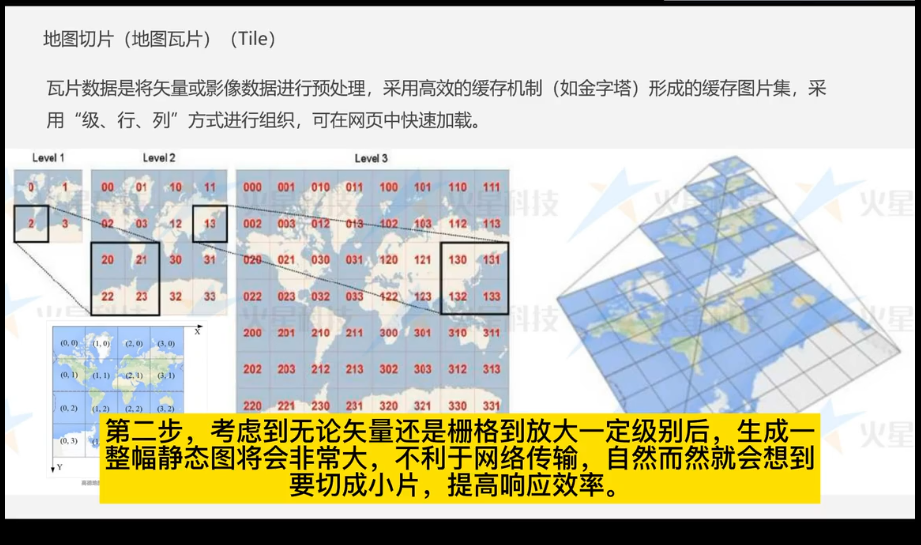 地图切片（地图瓦片）（Tile）
瓦片数据是将矢量或影像数据进行预处理，采用高效的缓存机制（如金字塔）形成的缓存图片集，采
用“级、行、列”方式进行组织，可在网页中快速加载。
Level 1
Level 2
Level 3
0 1
2 3
00 01 10 11
02 03 12 13
20 21 30 31
22 23 32 33
000 001 010 011 100 101 110 111
002 003 012 013 102 103 112 113
020 021 030 031 120 121 130 131
022 023 032 033 122 123 132 133
200 201 210 211 300 301 310 311
202 203 212 213 302 303 312 313
220 221 230 231 320 321 330 331
X
(0, 0) (1, 0) (2, 0) (3, 0)
(0, 1) (1, 1) (2, 1) (3, 1)
(0, 2) (1, 2) (2, 2) (3, 2)
(0, 3)
Y
火星科技
第二步，考虑到无论矢量还是栅格到放大一定级别后，生成一
整幅静态图将会非常大，不利于网络传输，自然而然就会想到
要切成小片，提高响应效率。